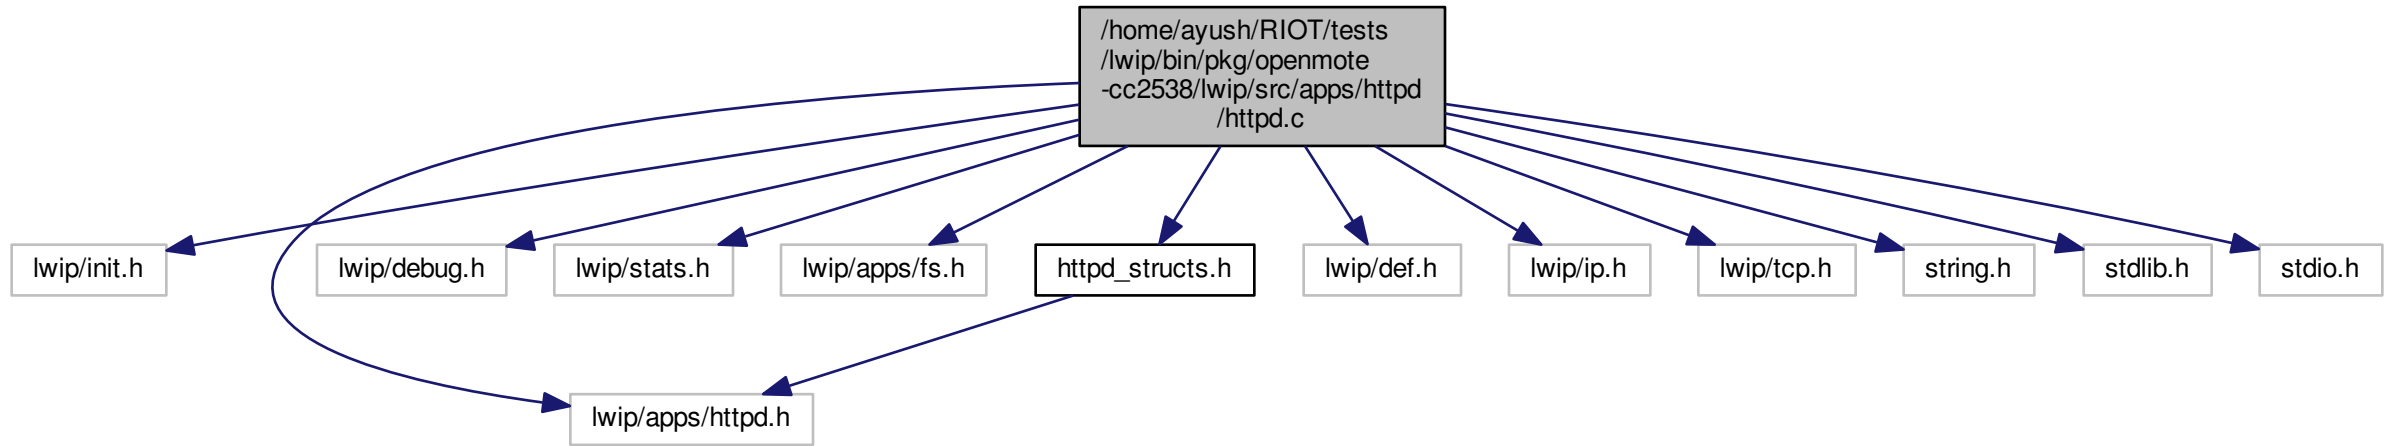 /home/ayush/RIOT/tests
/lwip/bin/pkg/openmote
-cc2538/lwip/src/apps/httpd
/httpd.c
lwip/init.h
lwip/debug.h
lwip/stats.h
lwip/apps/fs.h
httpd_structs.h
lwip/def.h
lwip/ip.h
lwip/tcp.h
string.h
stdlib.h
stdio.h
lwip/apps/httpd.h